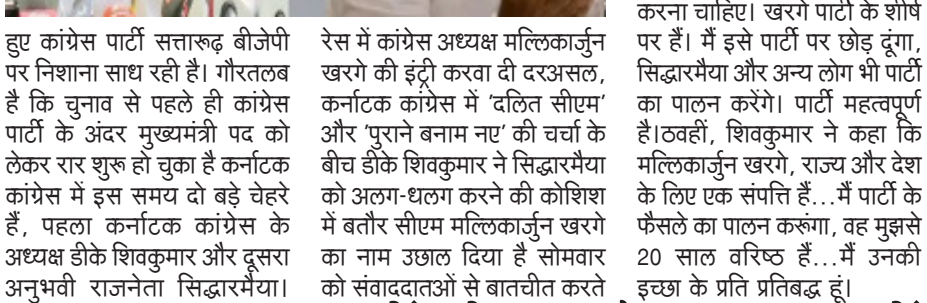 हुए कांग्रेस पार्टी सत्तारूढ़ बीजेपी
पर निशाना साध रही है। गौरतलब
है कि चुनाव से पहले ही कांग्रेस
पार्टी के अंदर मुख्यमंत्री पद को
लेकर रार शुरू हो चुका है कर्नाटक
कांग्रेस में इस समय दो बड़े चेहरे
हैं, पहला कर्नाटक कांग्रेस के
अध्यक्ष डीके शिवकुमार और दूसरा
अनुभवी राजनेता सिद्धारमैया।
रेस में कांग्रेस अध्यक्ष मल्लिकार्जुन
खरगे की इंट्री करवा दी दरअसल,
कर्नाटक कांग्रेस में 'दलित सीएम'
और 'पुराने बनाम नए' की चर्चा के
बीच डीके शिवकुमार ने सिद्धारमैया
को अलग-धलग करने की कोशिश
में बतौर सीएम मल्लिकार्जुन खरगे
का नाम उछाल दिया है सोमवार
को संवाददातओं से बातचीत करते
करना चाहिए। खरगे पार्टी के शीर्ष
पर हैं। मैं इसे पार्टी पर छोड़ दूंगा,
सिद्धारमैया और अन्य लोग भी पार्टी
का पालन करेंगे। पार्टी महत्वपूर्ण
है।ठवहीं, शिवकुमार ने कहा कि
मल्लिकार्जुन खरगे, राज्य और देश
के लिए एक संपत्ति हैं...मैं पार्टी के
फैसले का पालन करूंगा, वह मुझसे
20 साल वरिष्ठ हैं...मैं उनकी
इच्छा के प्रति प्रतिबद्ध हूं।